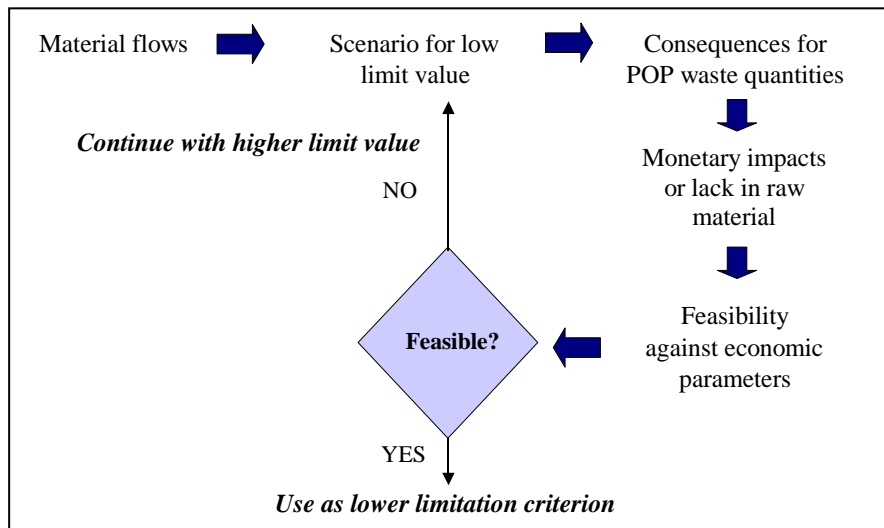 Material flows
Scenario for low
limit value
Consequences for
POP waste quantities
Monetary impacts
or lack in raw
material
Feasibility
against economic
parameters
Feasible?
NO
Continue with higher limit value
YES
Use as lower limitation criterion